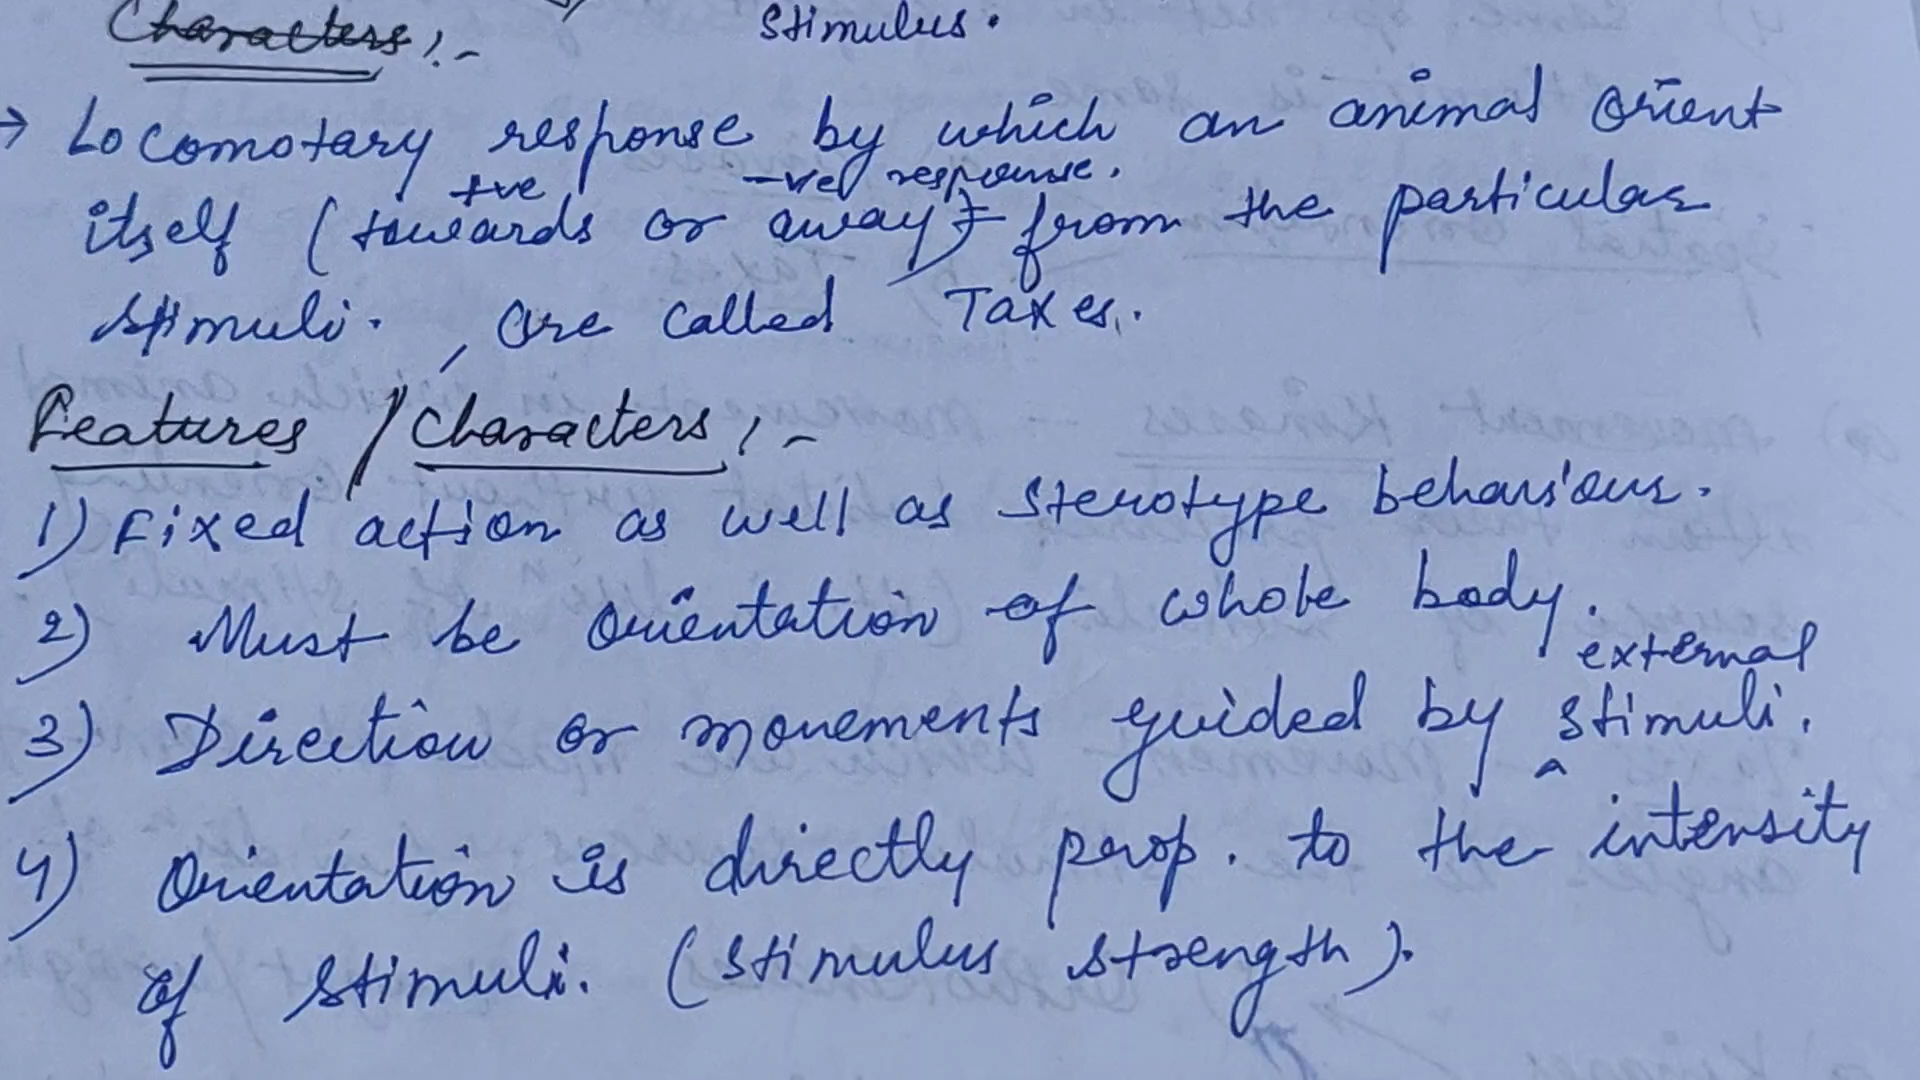 Characters :-
Stimulus.
→ Locomotary response by which an animal orient
+ve -ve response.
itself (towards or away) from the particular
stimuli. , are called Taxes.
Features / Characters :-
1) Fixed action as well as sterotype behaviour.
2) Must be orientation of whole body.
external
3) Direction or movements guided by ^ stimuli.
4) Orientation is directly prop. to the intensity
of stimuli. (stimulus strength).